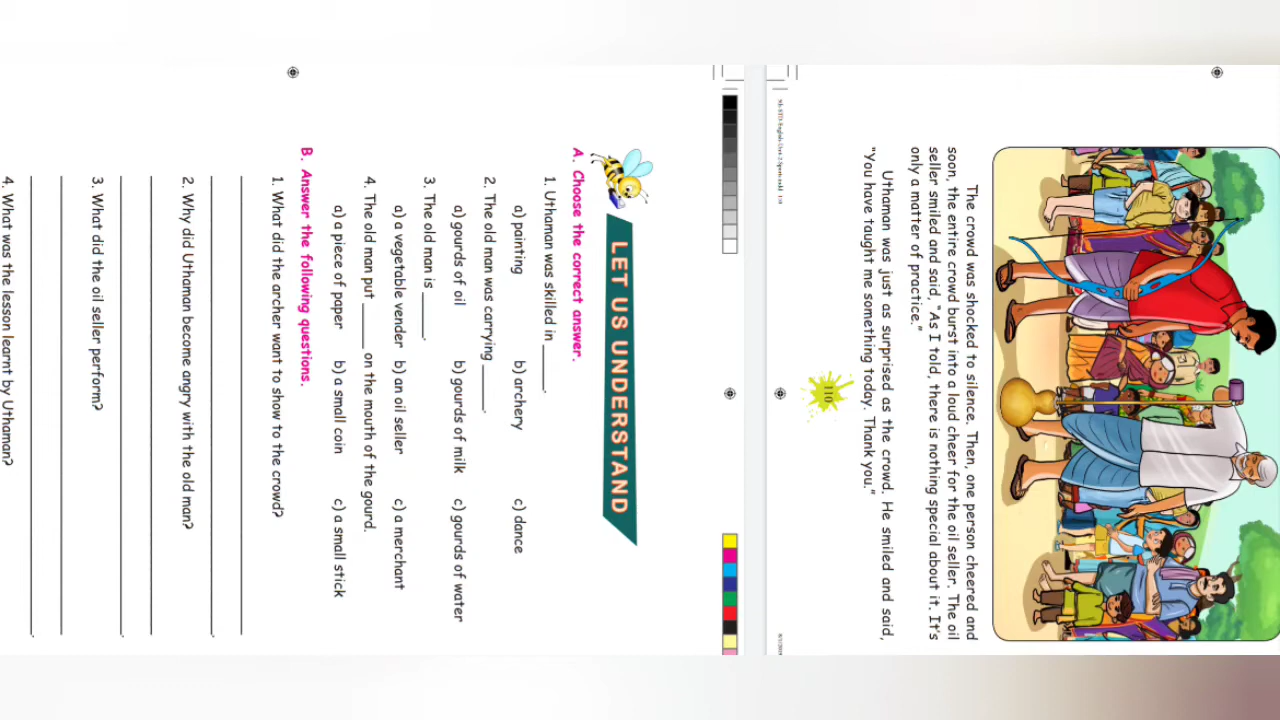 The crowd was shocked to silence. Then, one person cheered and
soon, the entire crowd burst into a loud cheer for the oil seller. The oil
seller smiled and said, “As I told, there is nothing special about it. It’s
only a matter of practice.”
Uthaman was just as surprised as the crowd. He smiled and said,
“You have taught me something today. Thank you.”
110
LET US UNDERSTAND
A. Choose the correct answer.
1. Uthaman was skilled in ______.
a) painting b) archery c) dance
2. The old man was carrying ______.
a) gourds of oil b) gourds of milk c) gourds of water
3. The old man is ______.
a) a vegetable vender b) an oil seller c) a merchant
4. The old man put ______ on the mouth of the gourd.
a) a piece of paper b) a small coin c) a small stick
B. Answer the following questions.
1. What did the archer want to show to the crowd?
2. Why did Uthaman become angry with the old man?
3. What did the oil seller perform?
4. What was the lesson learnt by Uthaman?